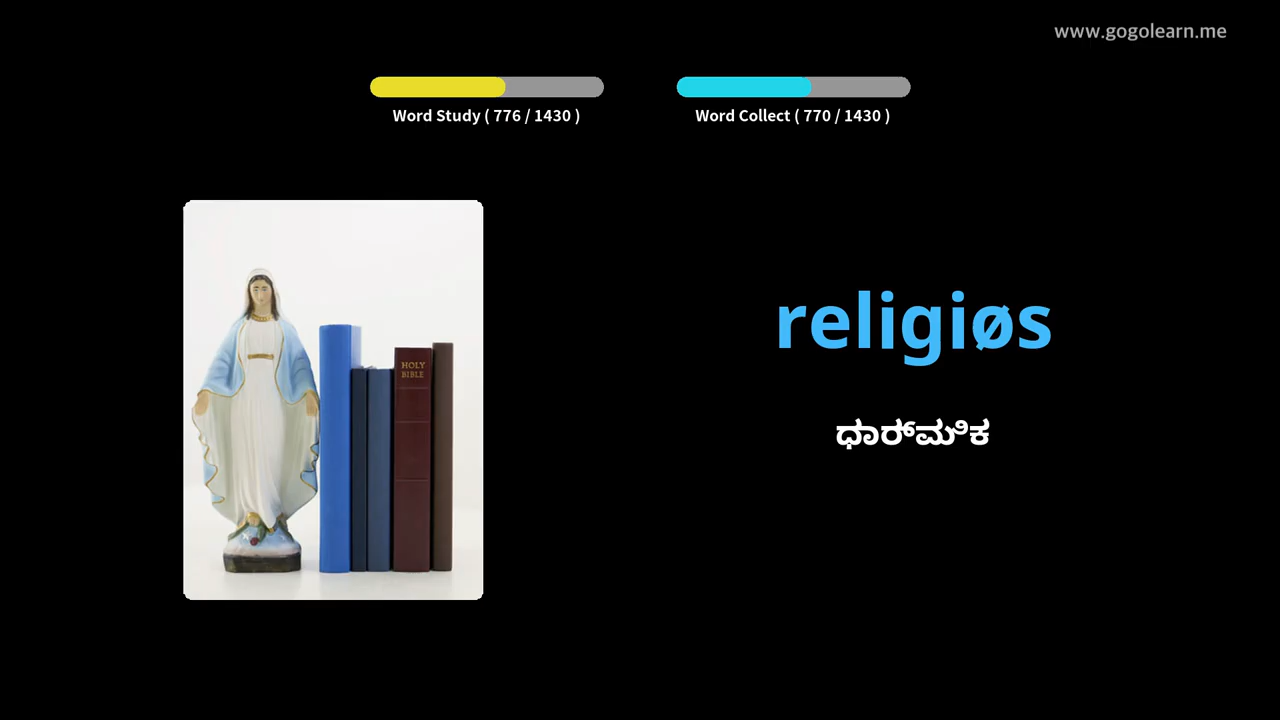 www.gogolearn.me
Word Study ( 776 / 1430 )
Word Collect ( 770 / 1430 )
HOLY
BIBLE
religiøs
ಧಾರ್ಮಿಕ